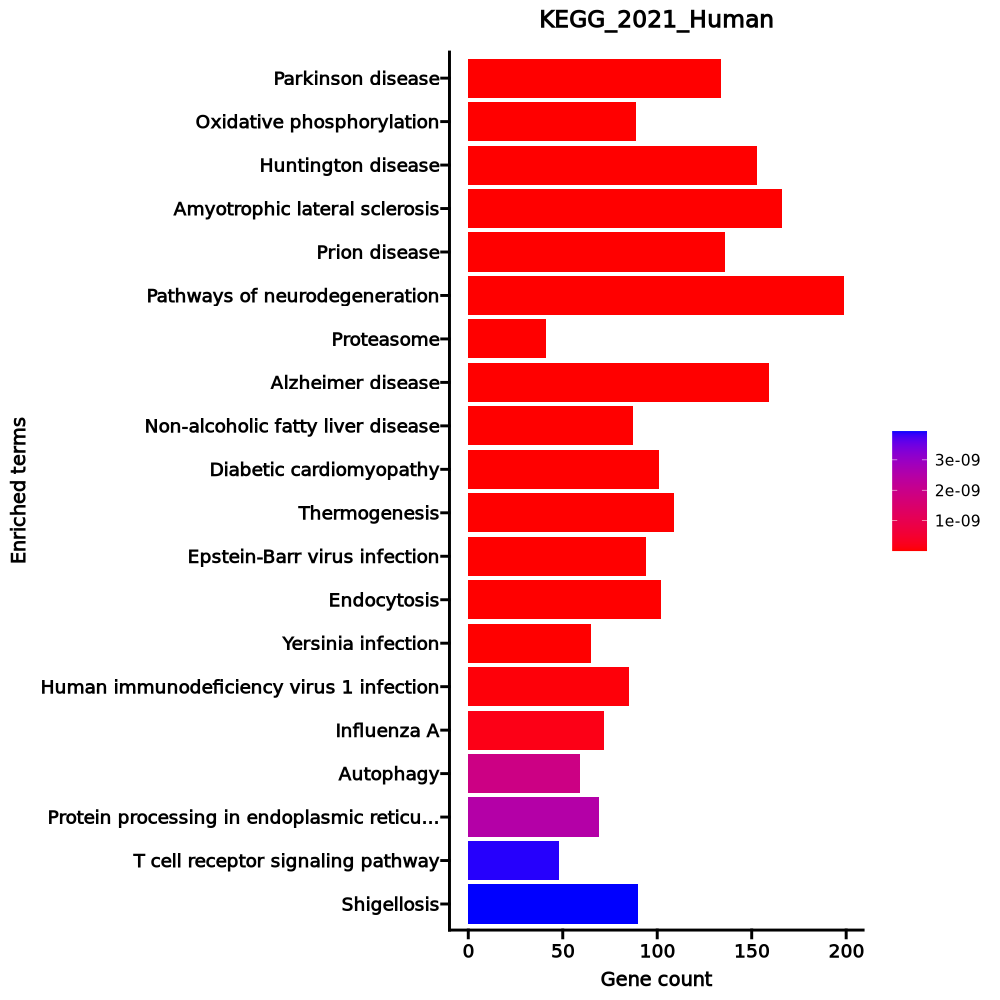 KEGG_2021_Human
Parkinson disease
Oxidative phosphorylation
Huntington disease
Amyotrophic lateral sclerosis
Prion disease
Pathways of neurodegeneration
Proteasome
Alzheimer disease
Non-alcoholic fatty liver disease
Diabetic cardiomyopathy
Thermogenesis
Epstein-Barr virus infection
Endocytosis
Yersinia infection
Human immunodeficiency virus 1 infection
Influenza A
Autophagy
Protein processing in endoplasmic reticu...
T cell receptor signaling pathway
Shigellosis
Enriched terms
0 50 100 150 200
Gene count
3e-09
2e-09
1e-09